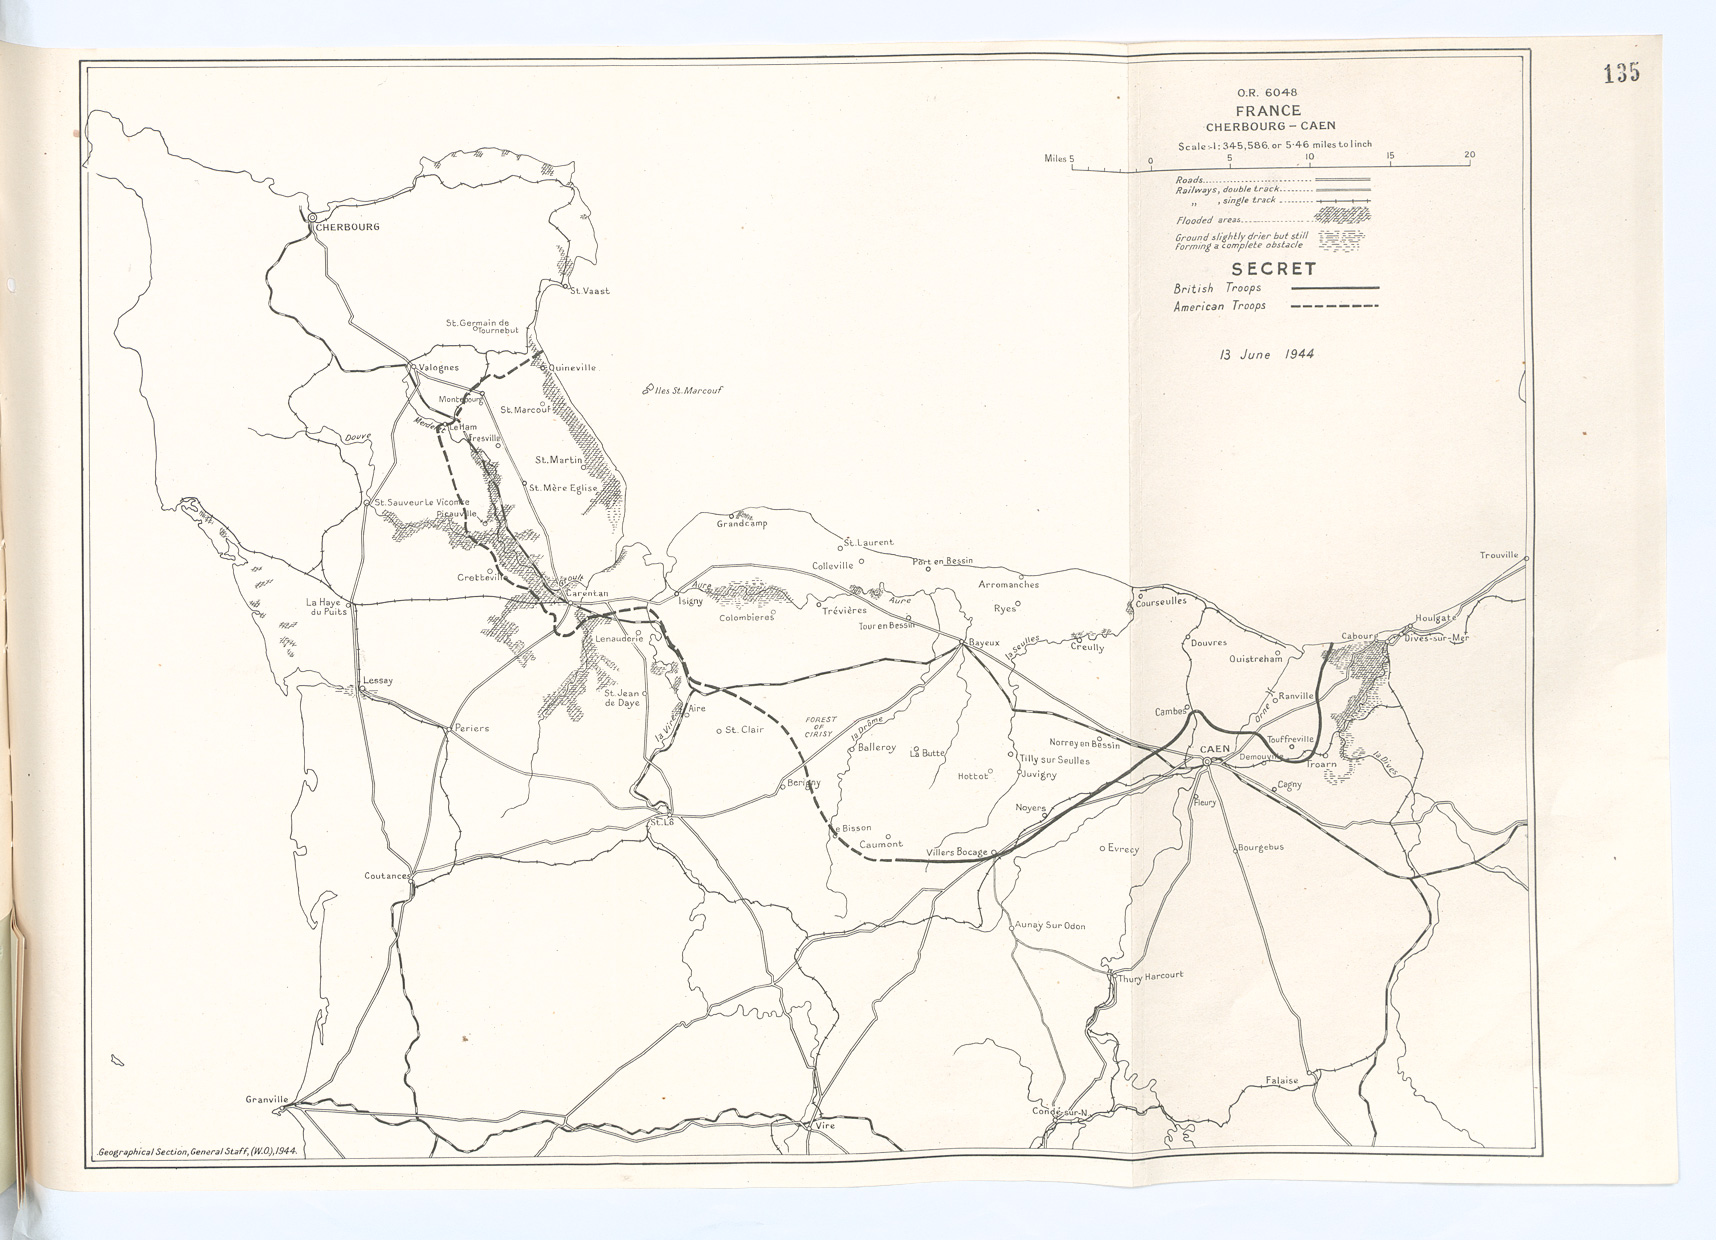 135
O.R. 6048
FRANCE
CHERBOURG – CAEN
Scale:-1:345,586, or 5·46 miles to 1 inch
Miles 5 0 5 10 15 20
Roads
Railways, double track
„ , single track
Flooded areas
Ground slightly drier but still
forming a complete obstacle
SECRET
British Troops
American Troops
13 June 1944
CHERBOURG
St. Vaast
St. Germain de
Tournebut
Valognes
Quineville
Iles St. Marcouf
Montebourg
St. Marcouf
Merderet
Le Ham
Fresville
Douve
St. Martin
St. Mère Eglise
St. Sauveur Le Vicomte
Picauville
Grandcamp
St. Laurent
Colleville
Port en Bessin
Trouville
Cretteville
Douve
Carentan
Isigny
Aure
Arromanches
La Haye
du Puits
Colombieres
Trévières
Aure
Ryes
Courseulles
Tour en Bessin
Houlgate
Lenauderie
Bayeux
la Seulles
Creully
Douvres
Cabourg
Dives-sur-Mer
Ouistreham
Lessay
St. Jean
de Daye
Aire
Ranville
Orne
Cambes
la Vire
St. Clair
FOREST
OF
CIRISY
la Drôme
Periers
Balleroy
La Butte
Norrey en Bessin
CAEN
Touffreville
Demouville
Troarn
la Dives
Tilly sur Seulles
Hottot
Juvigny
Berigny
Cagny
Fleury
Noyers
St. Lô
le Bisson
Caumont
Villers Bocage
Evrecy
Bourgebus
Coutances
Aunay Sur Odon
Thury Harcourt
Falaise
Granville
Condé-sur-N.
Vire
Geographical Section, General Staff, (W.O.), 1944.